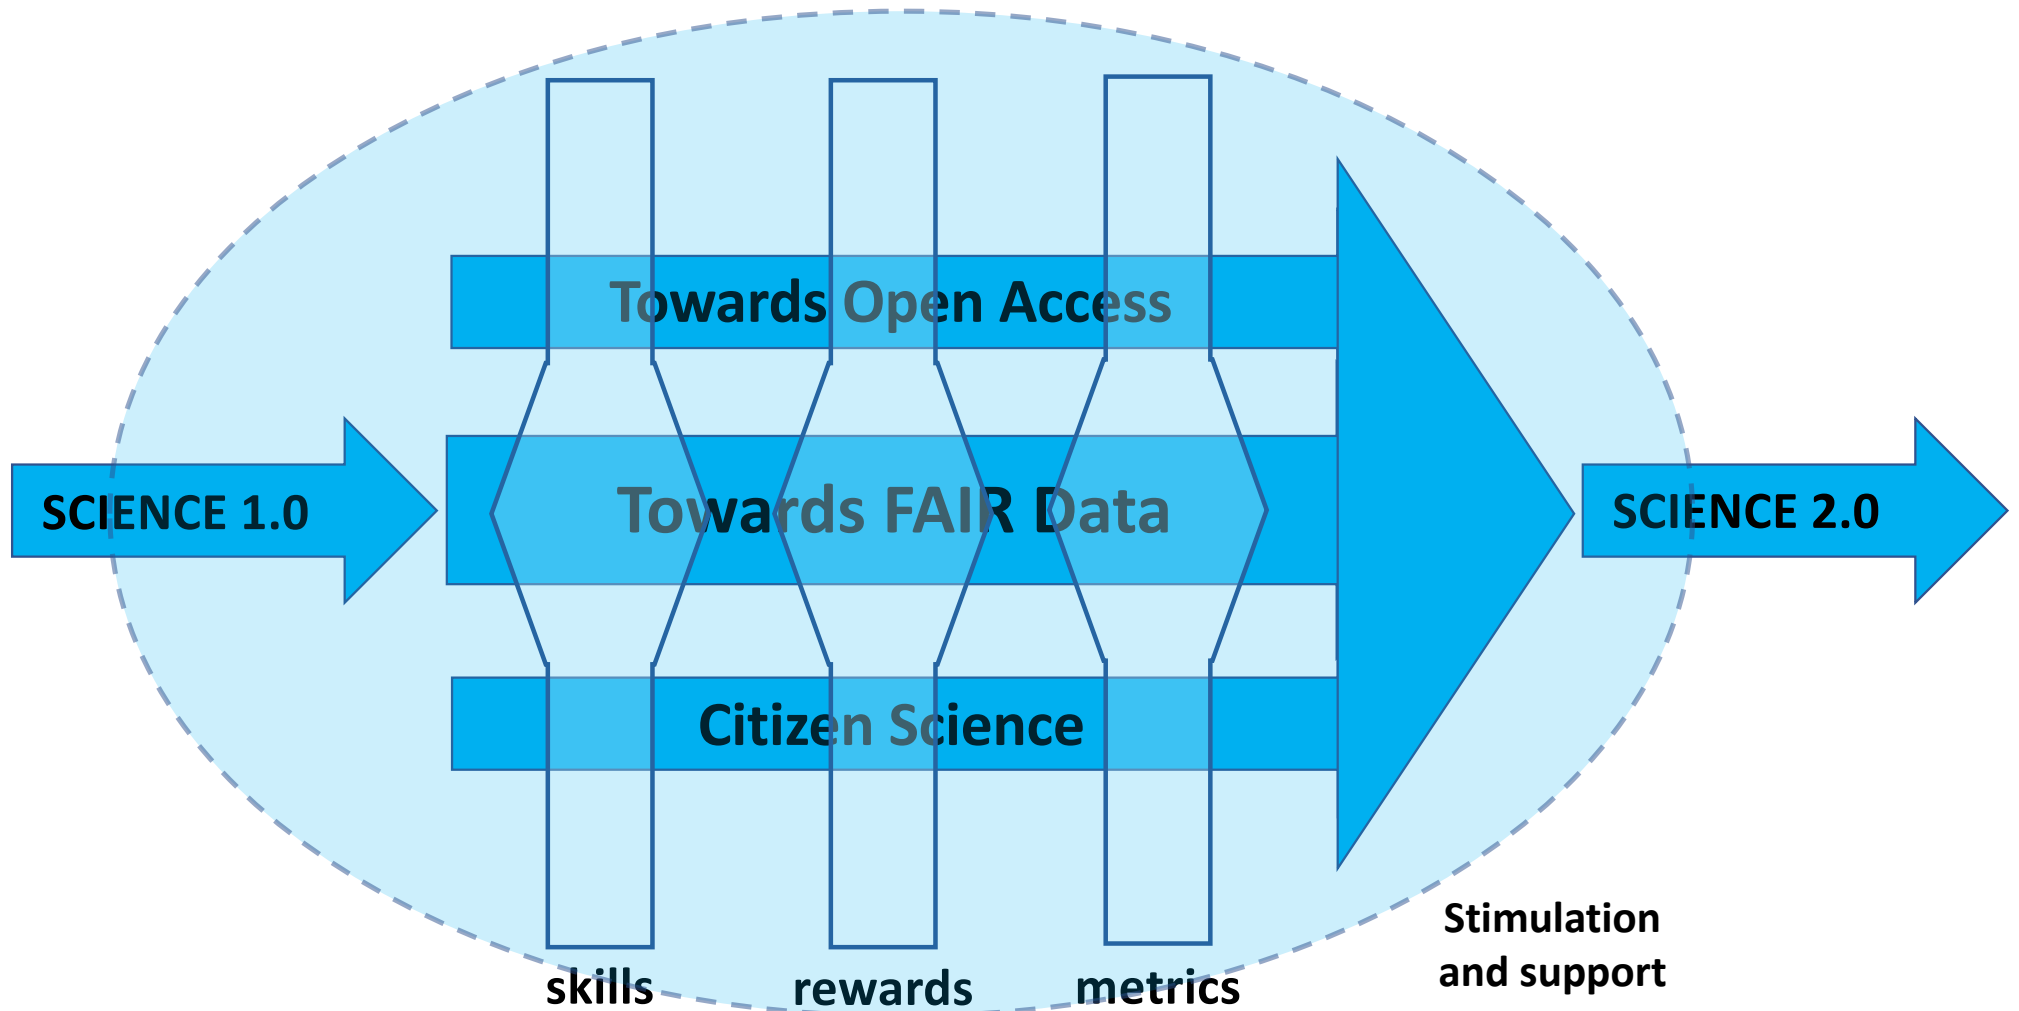 Towards Open Access
SCIENCE 1.0
Towards FAIR Data
SCIENCE 2.0
Citizen Science
Stimulation
and support
skills
rewards
metrics